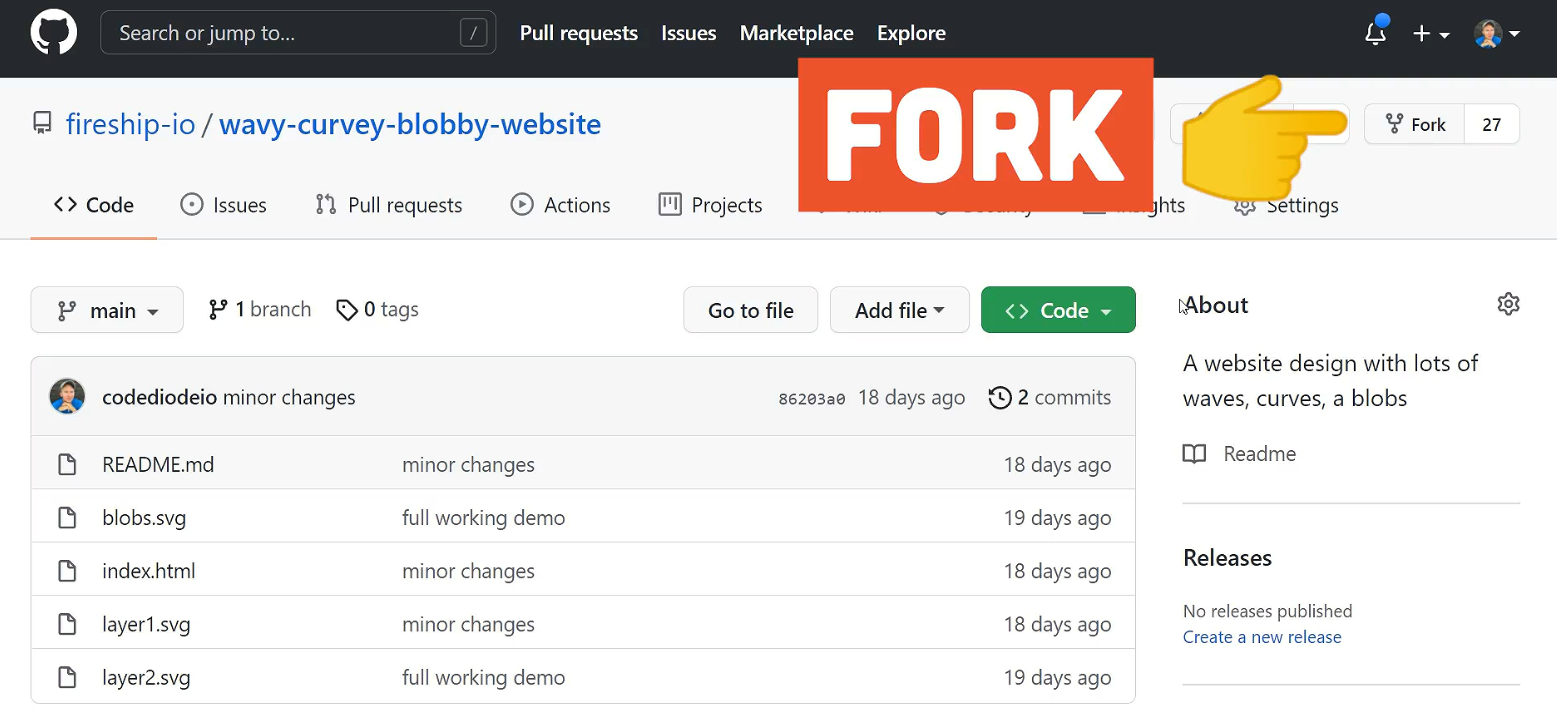 Search or jump to... /
Pull requests
Issues
Marketplace
Explore
fireship-io / wavy-curvey-blobby-website
FORK
Fork 27
Code
Issues
Pull requests
Actions
Projects
Settings
main
1 branch
0 tags
Go to file
Add file
Code
codediodeio minor changes 86203a0 18 days ago 2 commits
README.md minor changes 18 days ago
blobs.svg full working demo 19 days ago
index.html minor changes 18 days ago
layer1.svg minor changes 18 days ago
layer2.svg full working demo 19 days ago
About
A website design with lots of
waves, curves, a blobs
Readme
Releases
No releases published
Create a new release